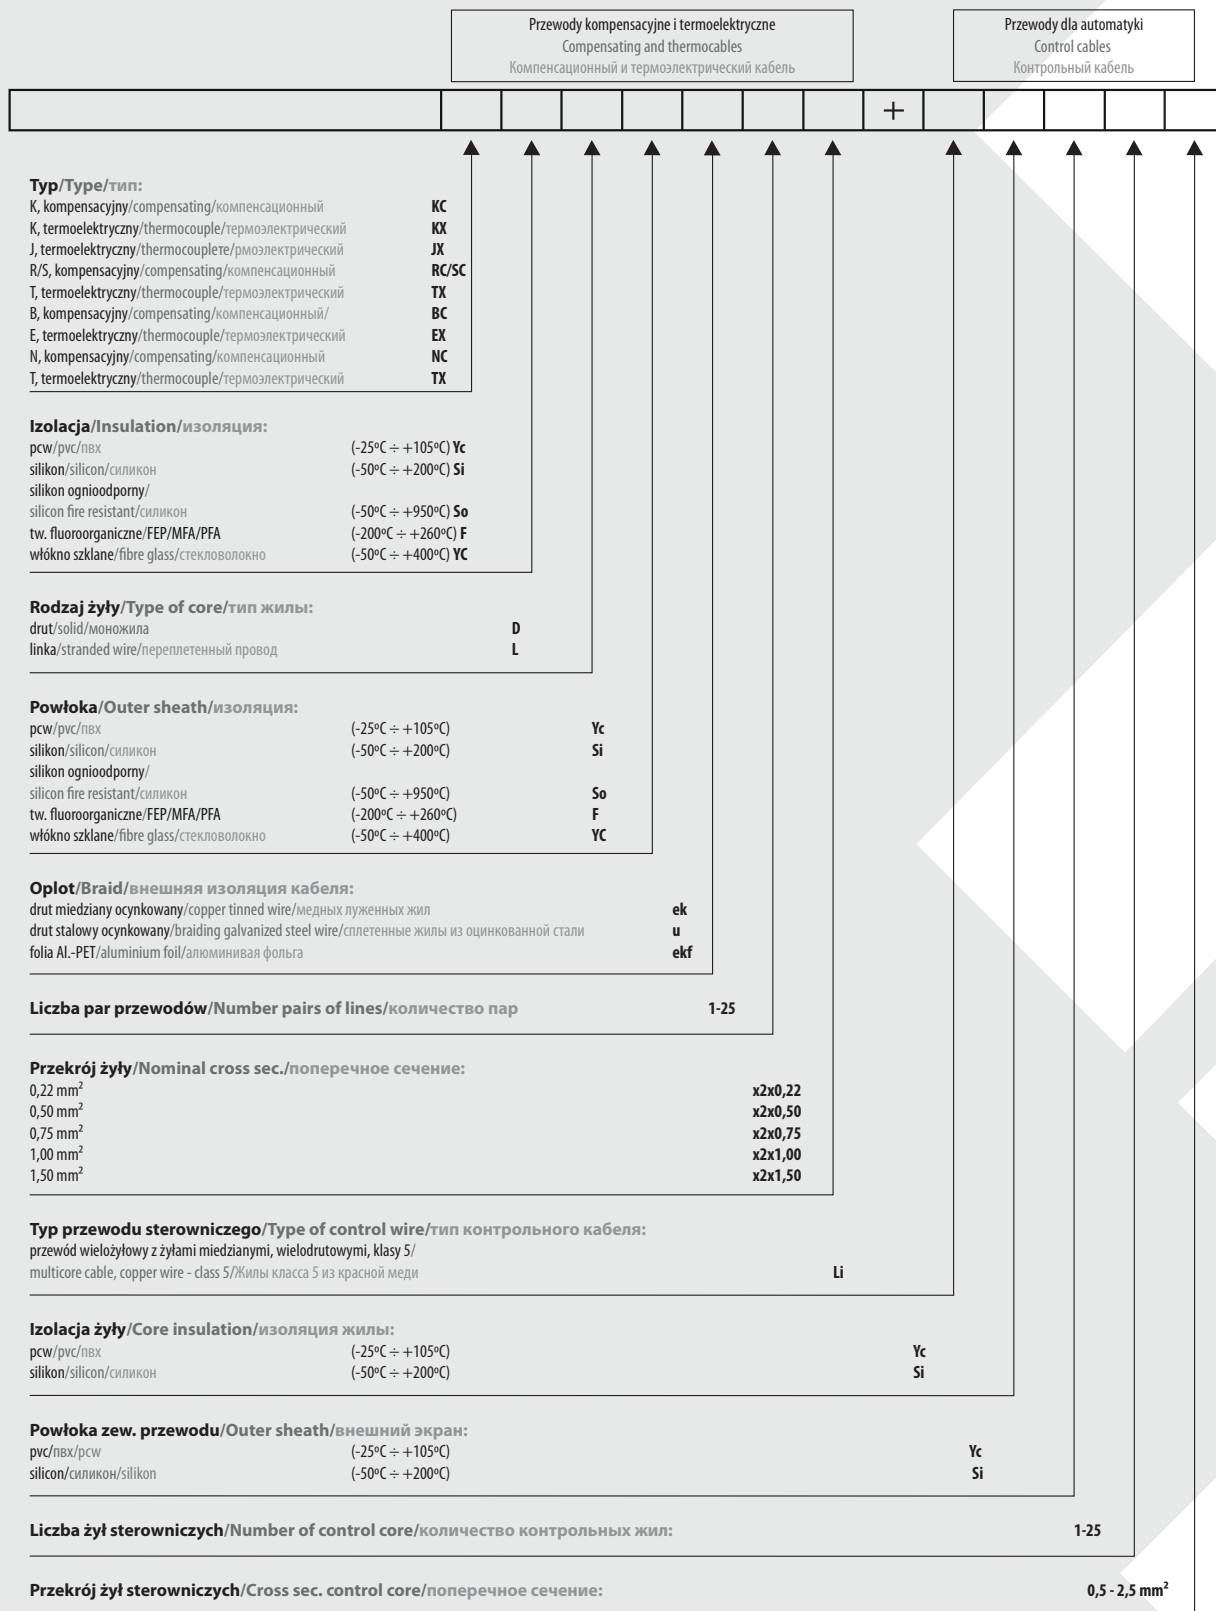 Przewody kompensacyjne i termoelektryczne
Compensating and thermocables
Компенсационный и термоэлектрический кабель
Przewody dla automatyki
Control cables
Контрольный кабель
+
Typ/Type/тип:
K, kompensacyjny/compensating/компенсационный KC
K, termoelektryczny/thermocouple/термоэлектрический KX
J, termoelektryczny/thermocoupleте/рмоэлектрический JX
R/S, kompensacyjny/compensating/компенсационный RC/SC
T, termoelektryczny/thermocouple/термоэлектрический TX
B, kompensacyjny/compensating/компенсационный/ BC
E, termoelektryczny/thermocouple/термоэлектрический EX
N, kompensacyjny/compensating/компенсационный NC
T, termoelektryczny/thermocouple/термоэлектрический TX
Izolacja/Insulation/изоляция:
pcw/pvc/пвх (-25ºC ÷ +105ºC) Yc
silikon/silicon/силикон (-50ºC ÷ +200ºC) Si
silikon ognioodporny/
silicon fire resistant/силикон (-50ºC ÷ +950ºC) So
tw. fluoroorganiczne/FEP/MFA/PFA (-200ºC ÷ +260ºC) F
włókno szklane/fibre glass/стекловолокно (-50ºC ÷ +400ºC) YC
Rodzaj żyły/Type of core/тип жилы:
drut/solid/моножила D
linka/stranded wire/переплетенный провод L
Powłoka/Outer sheath/изоляция:
pcw/pvc/пвх (-25ºC ÷ +105ºC) Yc
silikon/silicon/силикон (-50ºC ÷ +200ºC) Si
silikon ognioodporny/
silicon fire resistant/силикон (-50ºC ÷ +950ºC) So
tw. fluoroorganiczne/FEP/MFA/PFA (-200ºC ÷ +260ºC) F
włókno szklane/fibre glass/стекловолокно (-50ºC ÷ +400ºC) YC
Oplot/Braid/внешняя изоляция кабеля:
drut miedziany ocynkowany/copper tinned wire/медных луженных жил ek
drut stalowy ocynkowany/braiding galvanized steel wire/сплетенные жилы из оцинкованной стали u
folia Al.-PET/aluminium foil/алюминивая фольга ekf
Liczba par przewodów/Number pairs of lines/количество пар 1-25
Przekrój żyły/Nominal cross sec./поперечное сечение:
0,22 mm² x2x0,22
0,50 mm² x2x0,50
0,75 mm² x2x0,75
1,00 mm² x2x1,00
1,50 mm² x2x1,50
Typ przewodu sterowniczego/Type of control wire/тип контрольного кабеля:
przewód wielożyłowy z żyłami miedzianymi, wielodrutowymi, klasy 5/
multicore cable, copper wire - class 5/Жилы класса 5 из красной меди Li
Izolacja żyły/Core insulation/изоляция жилы:
pcw/pvc/пвх (-25ºC ÷ +105ºC) Yc
silikon/silicon/силикон (-50ºC ÷ +200ºC) Si
Powłoka zew. przewodu/Outer sheath/внешний экран:
pvc/пвх/pcw (-25ºC ÷ +105ºC) Yc
silicon/силикон/silikon (-50ºC ÷ +200ºC) Si
Liczba żył sterowniczych/Number of control core/количество контрольных жил: 1-25
Przekrój żył sterowniczych/Cross sec. control core/поперечное сечение: 0,5 - 2,5 mm²